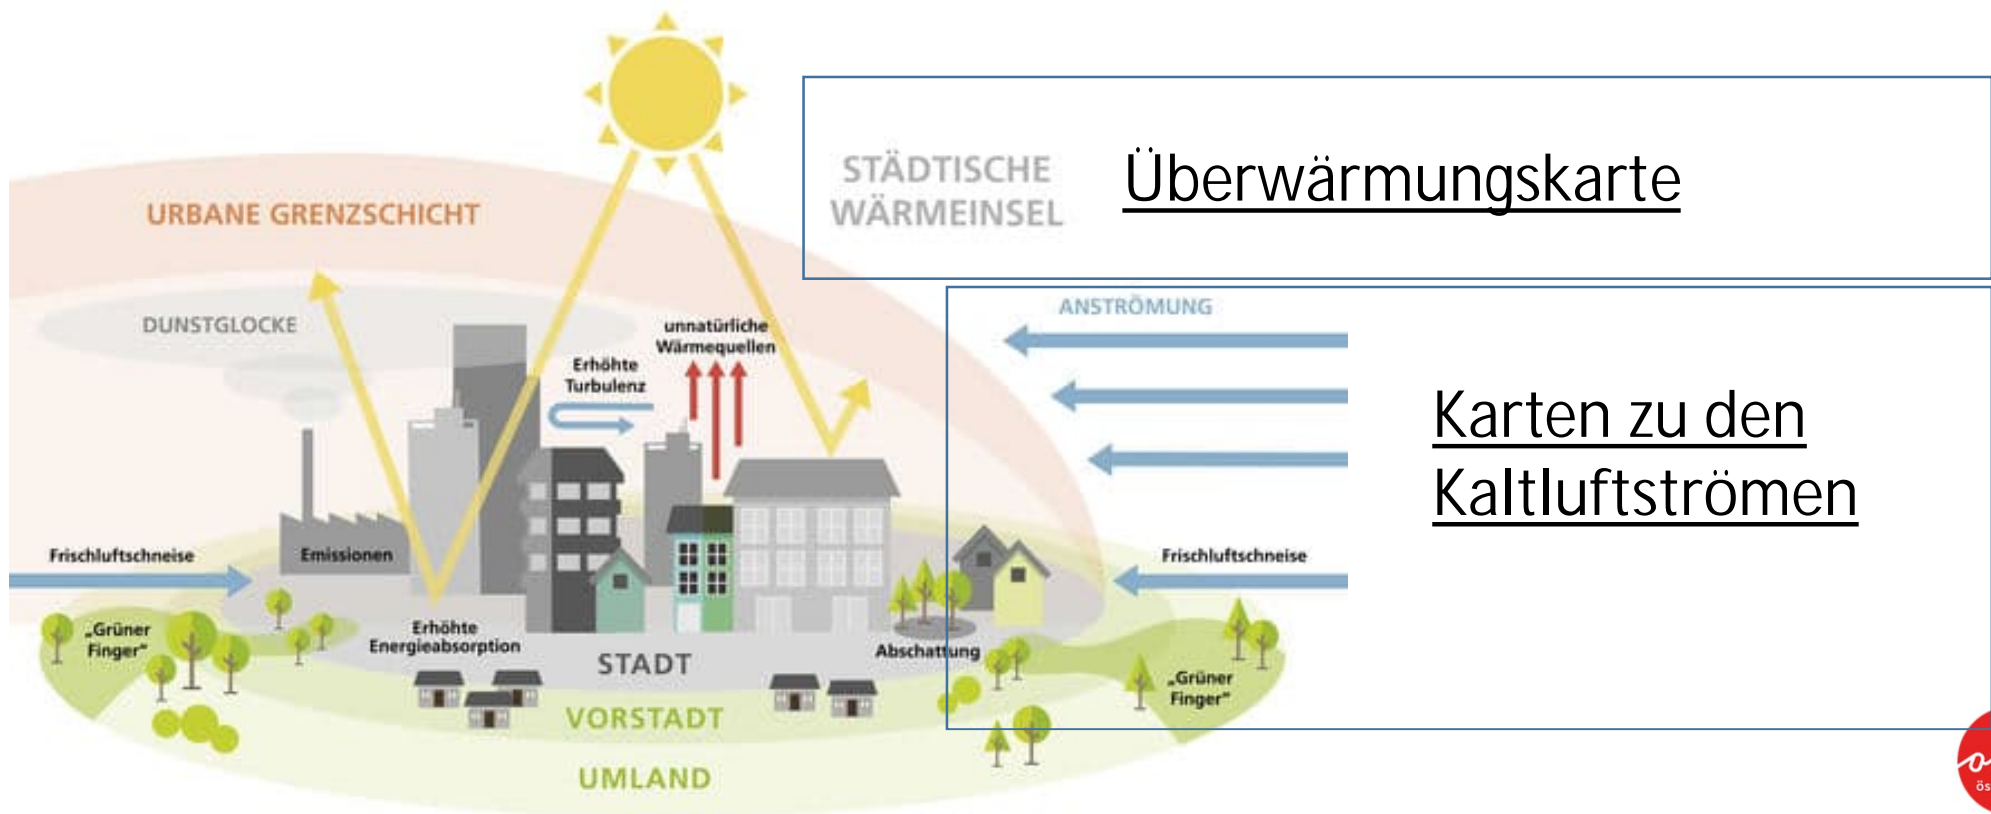 STÄDTISCHE
WÄRMEINSEL
Überwärmungskarte
URBANE GRENZSCHICHT
DUNSTGLOCKE
unnatürliche
Wärmequellen
Erhöhte
Turbulenz
ANSTRÖMUNG
Karten zu den
Kaltluftströmen
Frischluftschneise
Emissionen
Frischluftschneise
„Grüner
Finger“
Erhöhte
Energieabsorption
STADT
Abschattung
„Grüner
Finger“
VORSTADT
UMLAND